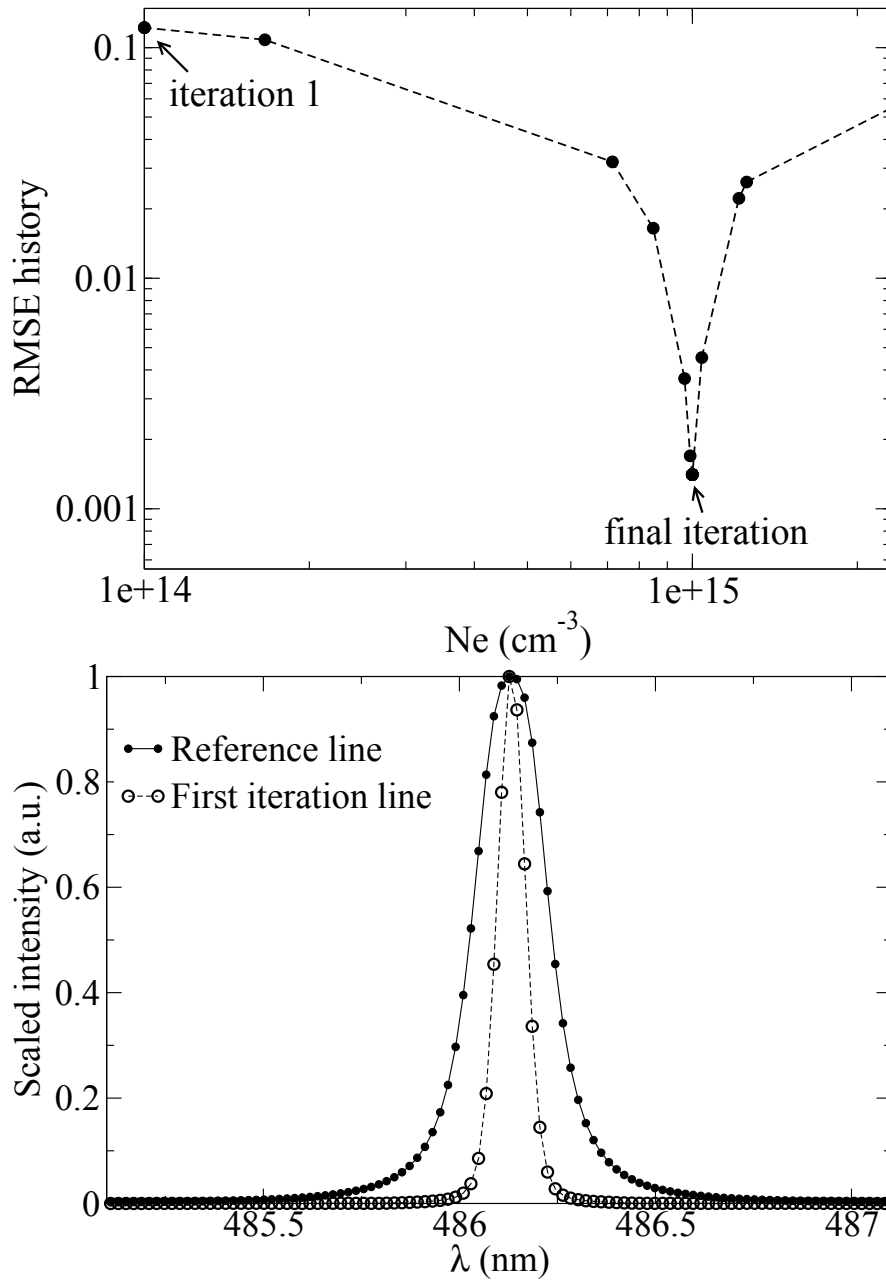 0.1
iteration 1
RMSE history
0.01
0.001
final iteration
1e+14
1e+15
Ne (cm-3)
1
Reference line
First iteration line
0.8
Scaled intensity (a.u.)
0.6
0.4
0.2
0
485.5
486
486.5
487
λ (nm)